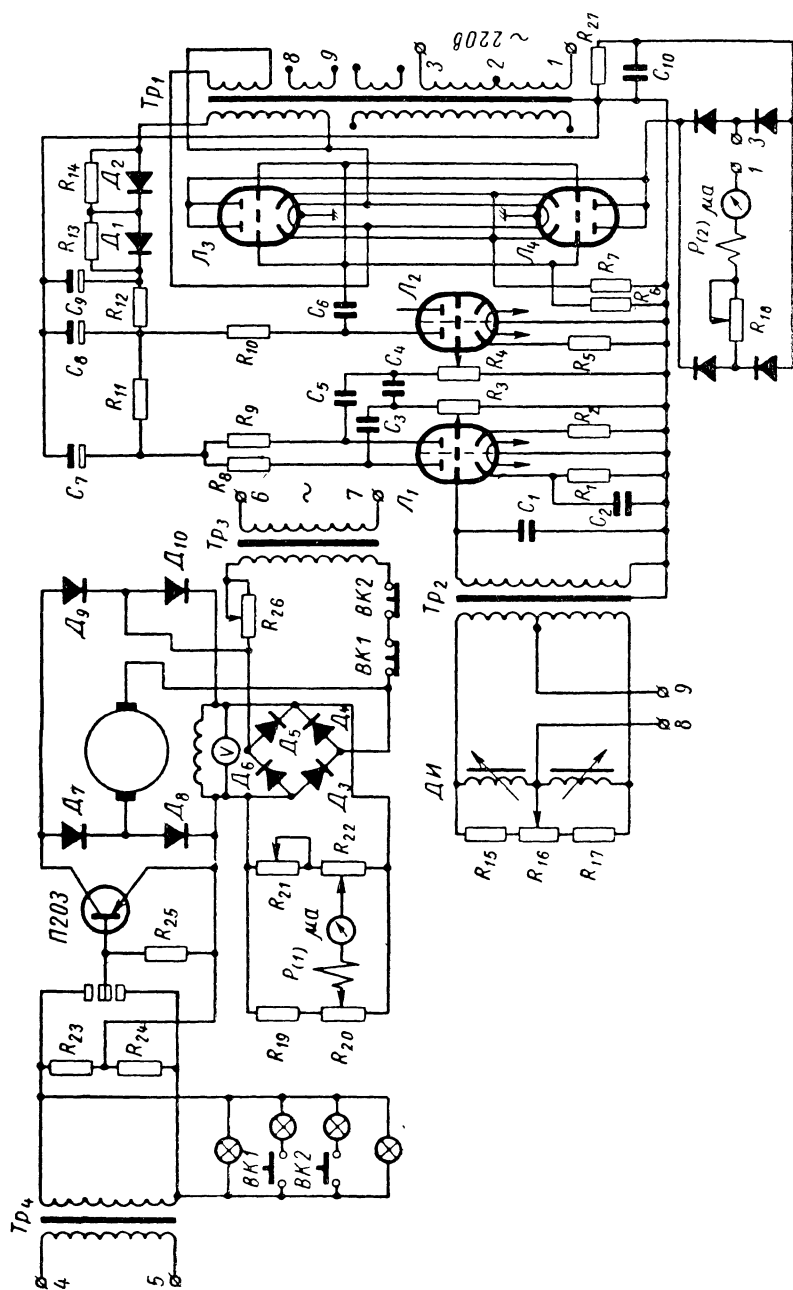 Тр4
4
5
R23
R24
ВК1
ВК2
П203
R25
Д7
Д8
Д9
Д10
R19
R20
R21
R22
P(1)
μа
V
Д6
Д5
Д4
Д3
R26
ВК1
ВК2
Тр3
6
~
7
ДИ
R15
R16
R17
8
9
Тр2
C7
C8
C9
R11
R12
R13
R14
Д1
Д2
R8
R9
R10
Л1
Л2
Л3
Л4
C1
C2
C3
C4
C5
C6
R1
R2
R3
R4
R5
R6
R7
Тр1
8
9
3
2
1
~ 220в
R27
C10
P(2) μа
R18
1
3